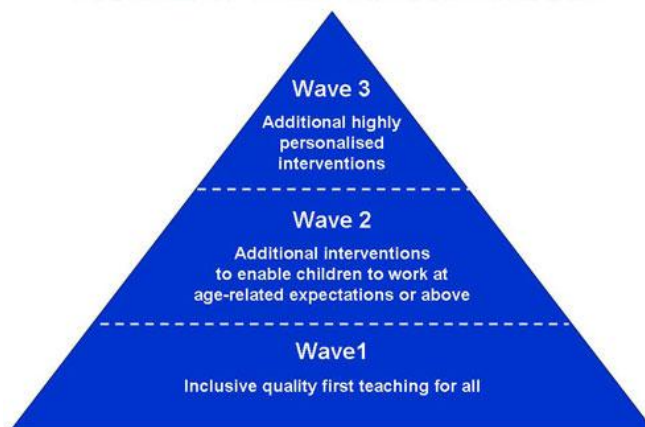 Wave 3
Additional highly
personalised
interventions
Wave 2
Additional interventions
to enable children to work at
age-related expectations or above
Wave1
Inclusive quality first teaching for all